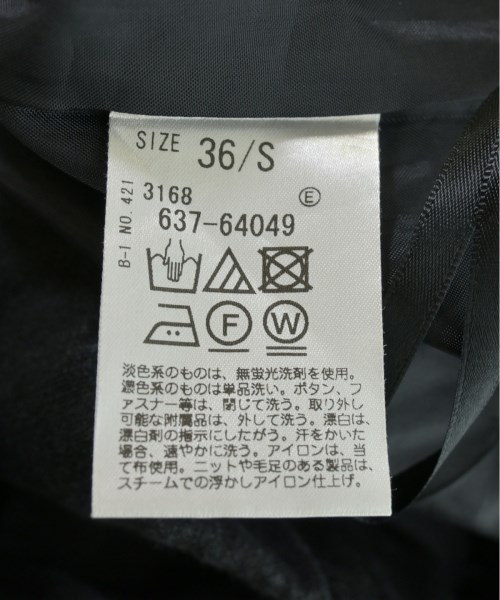 SIZE 36/S
B-1 NO.421
3168 E
637-64049
F W
淡色系のものは、無蛍光洗剤を使用。
濃色系のものは単品洗い。ボタン、フ
ァスナー等は、閉じて洗う。取り外し
可能な附属品は、外して洗う。漂白は、
漂白剤の指示にしたがう。汗をかいた
場合、速やかに洗う。アイロンは、当
て布使用。ニットや毛足のある製品は、
スチームでの浮かしアイロン仕上げ。